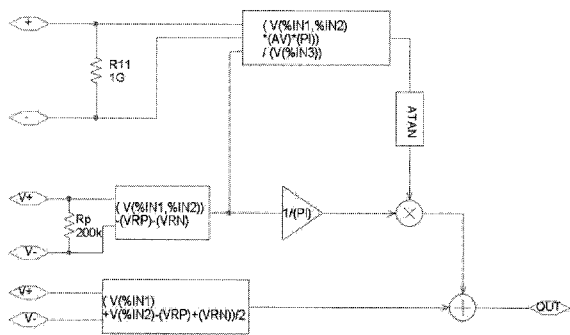 +
( V(%IN1,%IN2)
*(AV)*(PI))
/ (V(%IN3))
R11
1G
-
ATAN
V+
( V(%IN1,%IN2))
-(VRP)-(VRN)
Rp
200k
1/(PI)
V-
V+
( V(%IN1)
+V(%IN2)-(VRP)+(VRN))/2
V-
OUT